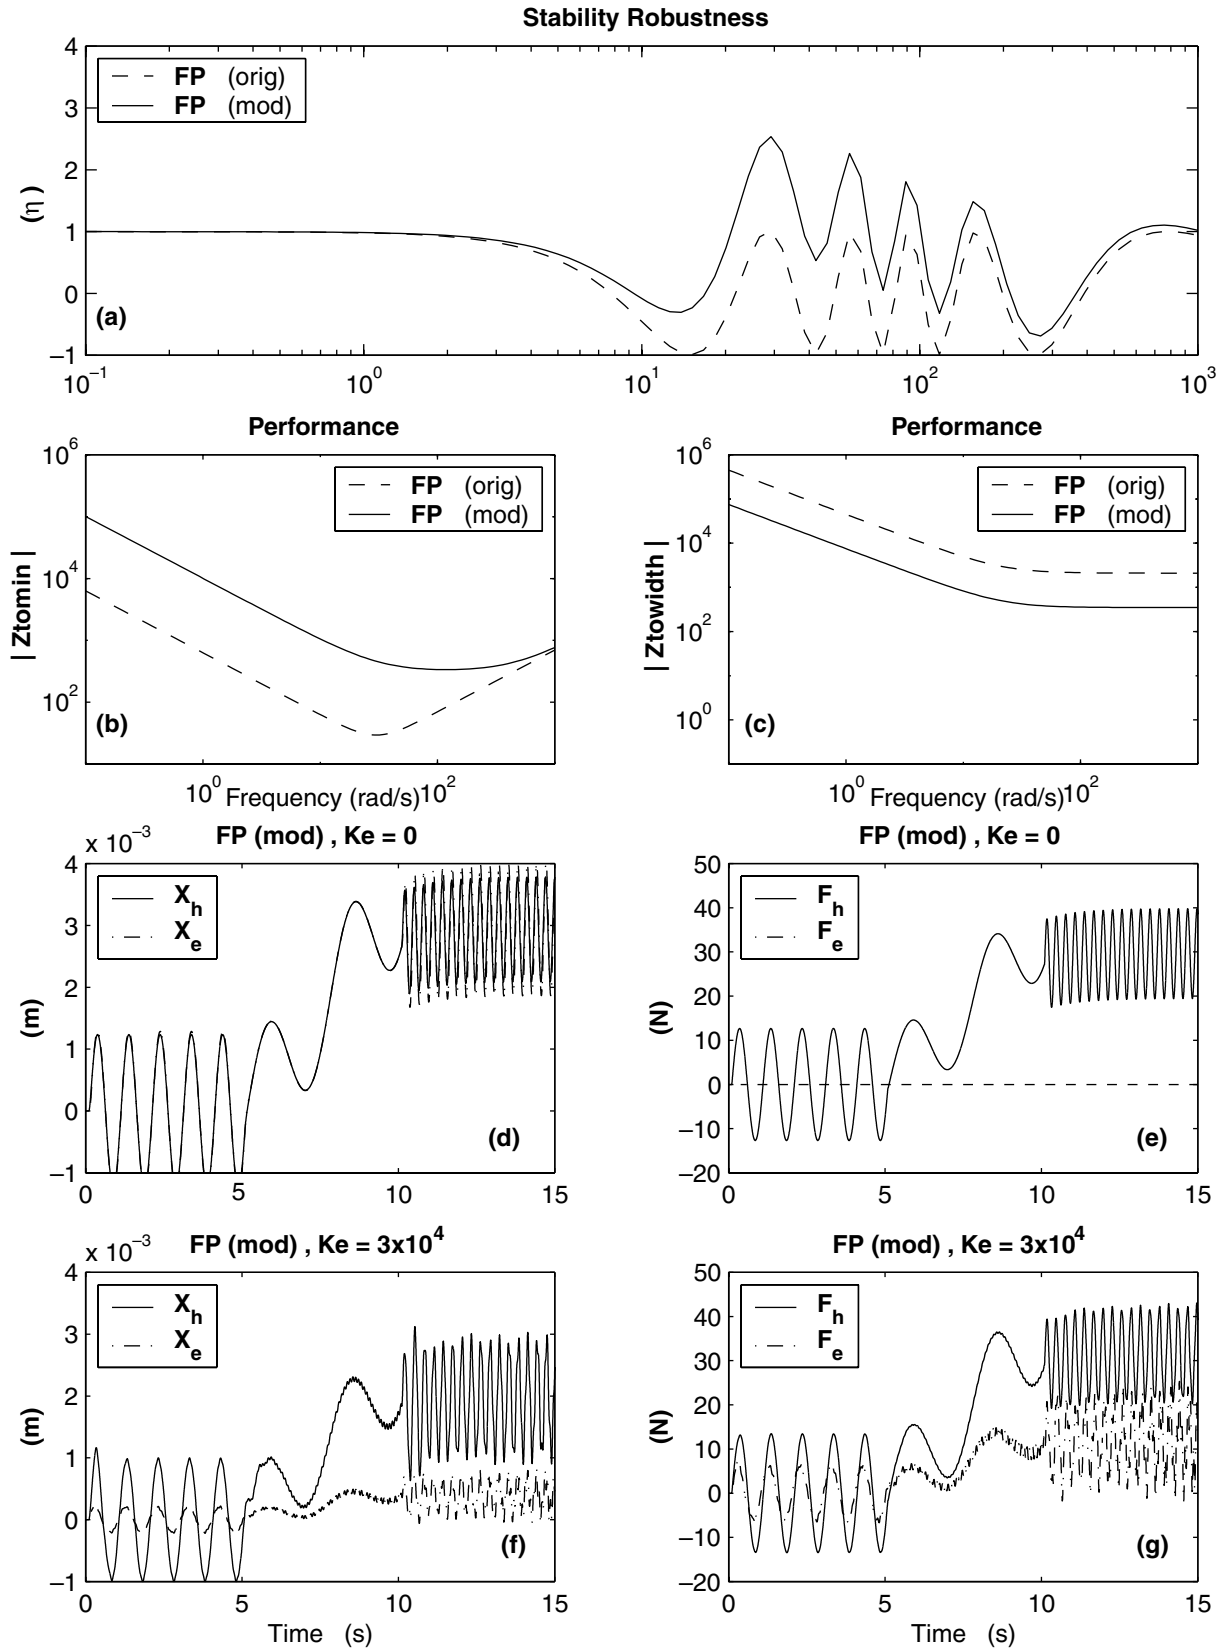 Stability Robustness
4
3
2
1
0
−1
(η)
FP (orig)
FP (mod)
(a)
10^−1
10^0
10^1
10^2
10^3
Performance
10^6
10^4
10^2
| Ztomin |
FP (orig)
FP (mod)
(b)
10^0
Frequency (rad/s)
10^2
Performance
10^6
10^4
10^2
10^0
| Ztowidth |
FP (orig)
FP (mod)
(c)
10^0
Frequency (rad/s)
10^2
FP (mod) , Ke = 0
x 10^−3
4
3
2
1
0
−1
(m)
X_h
X_e
(d)
0 5 10 15
FP (mod) , Ke = 0
50
40
30
20
10
0
−10
−20
(N)
F_h
F_e
(e)
0 5 10 15
FP (mod) , Ke = 3x10^4
x 10^−3
4
3
2
1
0
−1
(m)
X_h
X_e
(f)
0 5 10 15
Time (s)
FP (mod) , Ke = 3x10^4
50
40
30
20
10
0
−10
−20
(N)
F_h
F_e
(g)
0 5 10 15
Time (s)